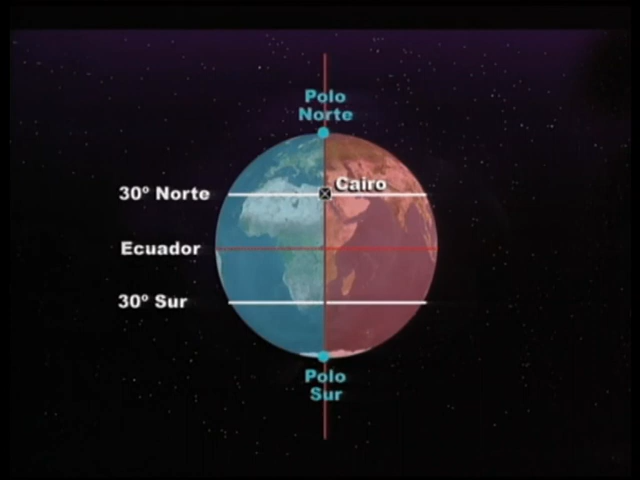 Polo
Norte
Cairo
30º Norte
Ecuador
30º Sur
Polo
Sur